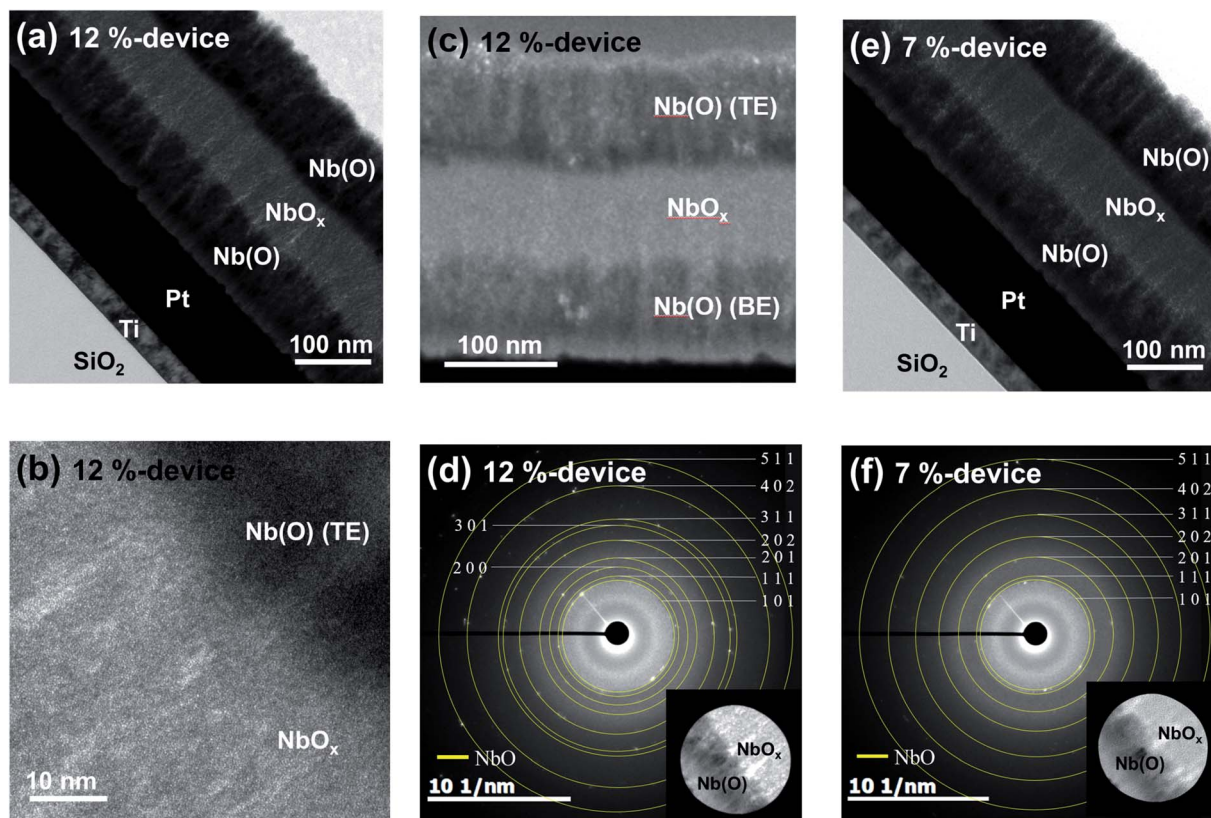 (a) 12 %-device
Nb(O)
NbOₓ
Nb(O)
Pt
Ti
SiO₂
100 nm
(c) 12 %-device
Nb(O) (TE)
NbOₓ
Nb(O) (BE)
100 nm
(e) 7 %-device
Nb(O)
NbOₓ
Nb(O)
Pt
Ti
SiO₂
100 nm
(b) 12 %-device
Nb(O) (TE)
NbOₓ
10 nm
(d) 12 %-device
5 1 1
4 0 2
3 1 1
3 0 1
2 0 2
2 0 1
2 0 0
1 1 1
1 0 1
NbOₓ
Nb(O)
NbO
10 1/nm
(f) 7 %-device
5 1 1
4 0 2
3 1 1
2 0 2
2 0 1
1 1 1
1 0 1
NbOₓ
Nb(O)
NbO
10 1/nm